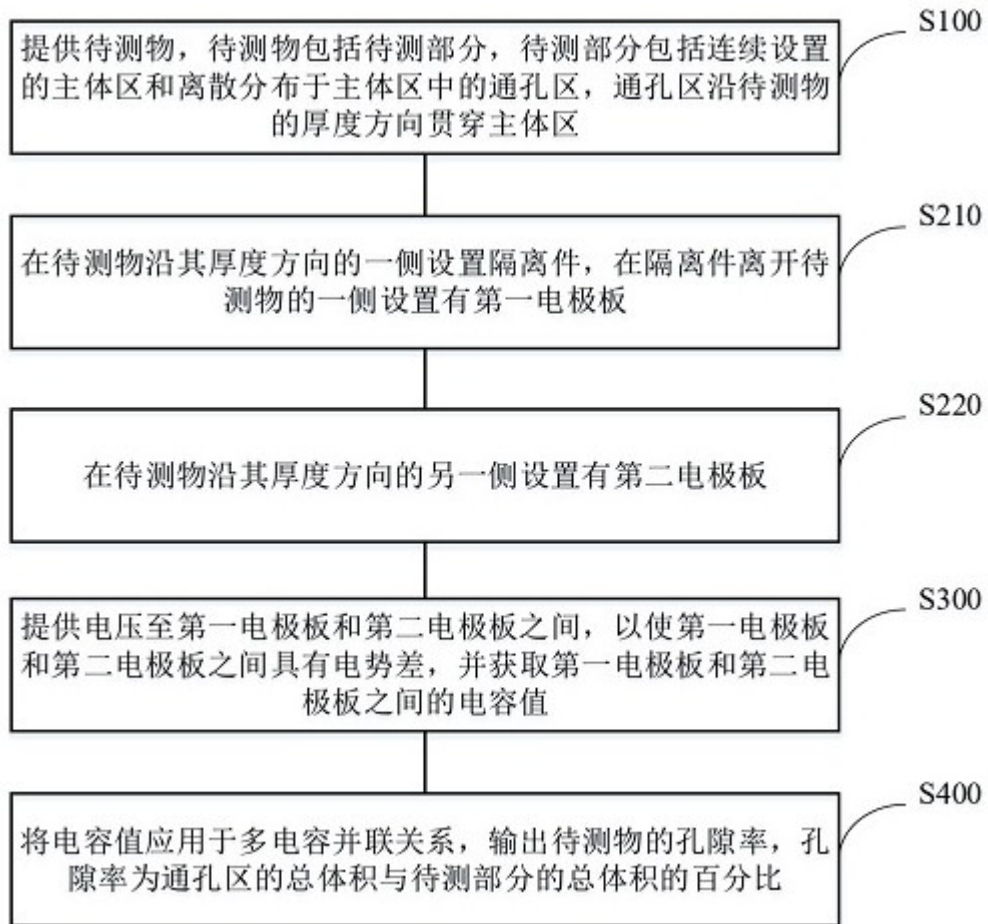 S100
提供待测物，待测物包括待测部分，待测部分包括连续设置
的主体区和离散分布于主体区中的通孔区，通孔区沿待测物
的厚度方向贯穿主体区
S210
在待测物沿其厚度方向的一侧设置隔离件，在隔离件离开待
测物的一侧设置有第一电极板
S220
在待测物沿其厚度方向的另一侧设置有第二电极板
S300
提供电压至第一电极板和第二电极板之间，以使第一电极板
和第二电极板之间具有电势差，并获取第一电极板和第二电
极板之间的电容值
S400
将电容值应用于多电容并联关系，输出待测物的孔隙率，孔
隙率为通孔区的总体积与待测部分的总体积的百分比